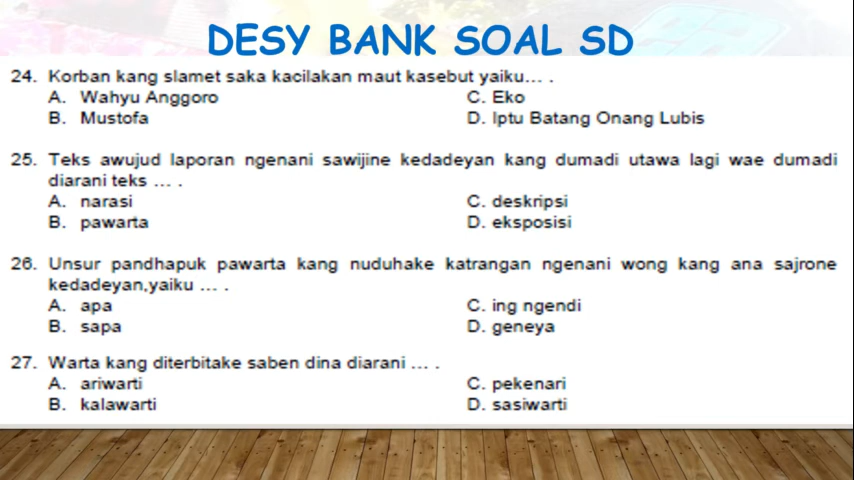 DESY BANK SOAL SD
24. Korban kang slamet saka kacilakan maut kasebut yaiku... .
A. Wahyu Anggoro
C. Eko
B. Mustofa
D. Iptu Batang Onang Lubis
25. Teks awujud laporan ngenani sawijine kedadeyan kang dumadi utawa lagi wae dumadi
diarani teks ... .
A. narasi
C. deskripsi
B. pawarta
D. eksposisi
26. Unsur pandhapuk pawarta kang nuduhake katrangan ngenani wong kang ana sajrone
kedadeyan,yaiku ... .
A. apa
C. ing ngendi
B. sapa
D. geneya
27. Warta kang diterbitake saben dina diarani ... .
A. ariwarti
C. pekenari
B. kalawarti
D. sasiwarti